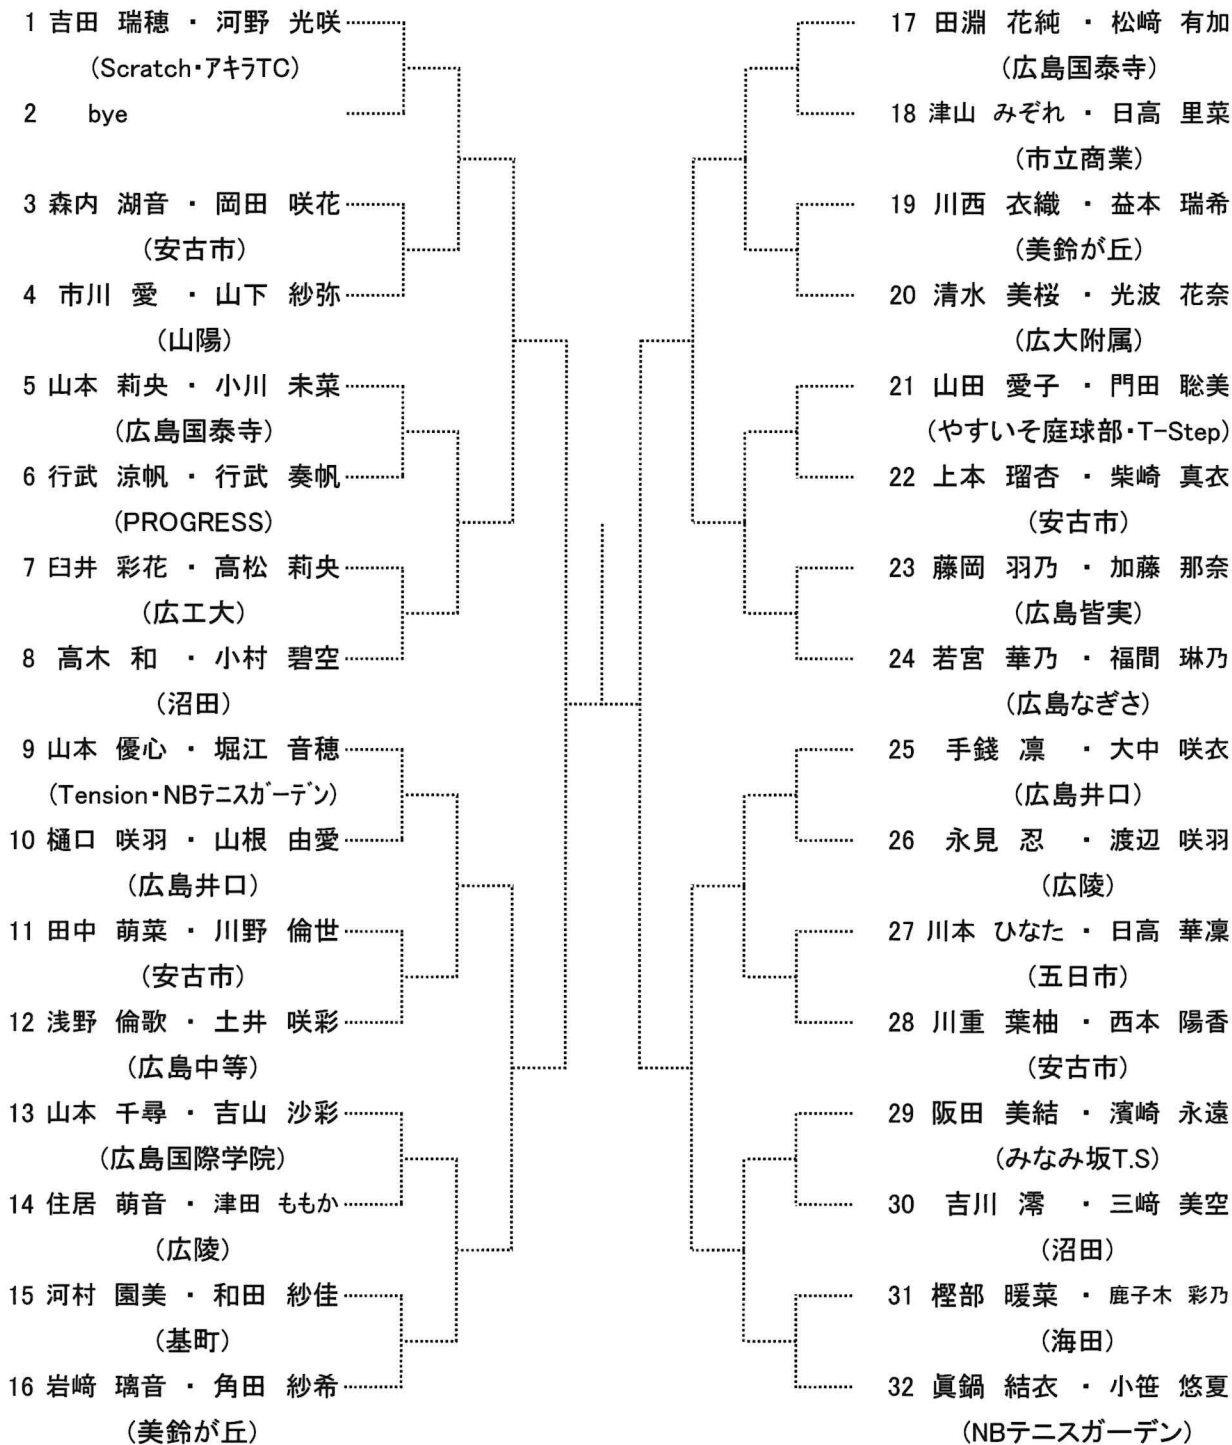 1 吉田 瑞穂 ・ 河野 光咲
(Scratch・アキラTC)
2 bye
3 森内 湖音 ・ 岡田 咲花
(安古市)
4 市川 愛 ・ 山下 紗弥
(山陽)
5 山本 莉央 ・ 小川 未菜
(広島国泰寺)
6 行武 涼帆 ・ 行武 奏帆
(PROGRESS)
7 臼井 彩花 ・ 高松 莉央
(広工大)
8 高木 和 ・ 小村 碧空
(沼田)
9 山本 優心 ・ 堀江 音穂
(Tension・NBテニスガーデン)
10 樋口 咲羽 ・ 山根 由愛
(広島井口)
11 田中 萌菜 ・ 川野 倫世
(安古市)
12 浅野 倫歌 ・ 土井 咲彩
(広島中等)
13 山本 千尋 ・ 吉山 沙彩
(広島国際学院)
14 住居 萌音 ・ 津田 ももか
(広陵)
15 河村 園美 ・ 和田 紗佳
(基町)
16 岩﨑 璃音 ・ 角田 紗希
(美鈴が丘)
17 田淵 花純 ・ 松﨑 有加
(広島国泰寺)
18 津山 みぞれ ・ 日高 里菜
(市立商業)
19 川西 衣織 ・ 益本 瑞希
(美鈴が丘)
20 清水 美桜 ・ 光波 花奈
(広大附属)
21 山田 愛子 ・ 門田 聡美
(やすいそ庭球部・T-Step)
22 上本 瑠杏 ・ 柴崎 真衣
(安古市)
23 藤岡 羽乃 ・ 加藤 那奈
(広島皆実)
24 若宮 華乃 ・ 福間 琳乃
(広島なぎさ)
25 手錢 凛 ・ 大中 咲衣
(広島井口)
26 永見 忍 ・ 渡辺 咲羽
(広陵)
27 川本 ひなた ・ 日高 華凜
(五日市)
28 川重 葉柚 ・ 西本 陽香
(安古市)
29 阪田 美結 ・ 濱崎 永遠
(みなみ坂T.S)
30 吉川 澪 ・ 三﨑 美空
(沼田)
31 樫部 暖菜 ・ 鹿子木 彩乃
(海田)
32 眞鍋 結衣 ・ 小笹 悠夏
(NBテニスガーデン)